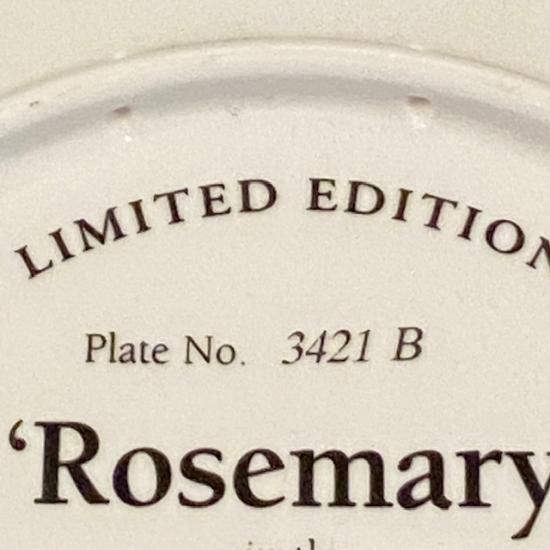 LIMITED EDITION
Plate No. 3421 B
‘Rosemary